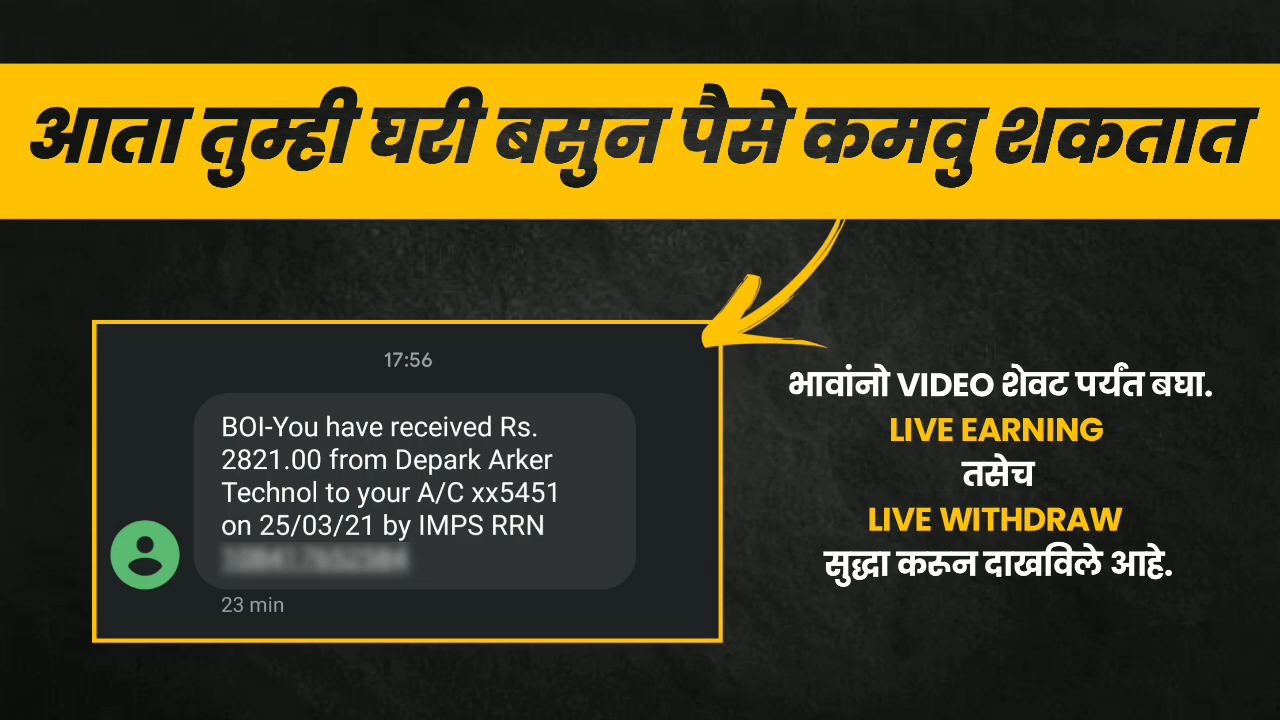 आता तुम्ही घरी बसुन पैसे कमवु शकतात
17:56
BOI-You have received Rs.
2821.00 from Depark Arker
Technol to your A/C xx5451
on 25/03/21 by IMPS RRN
23 min
भावांनो VIDEO शेवट पर्यंत बघा.
LIVE EARNING
तसेच
LIVE WITHDRAW
सुद्धा करून दाखविले आहे.